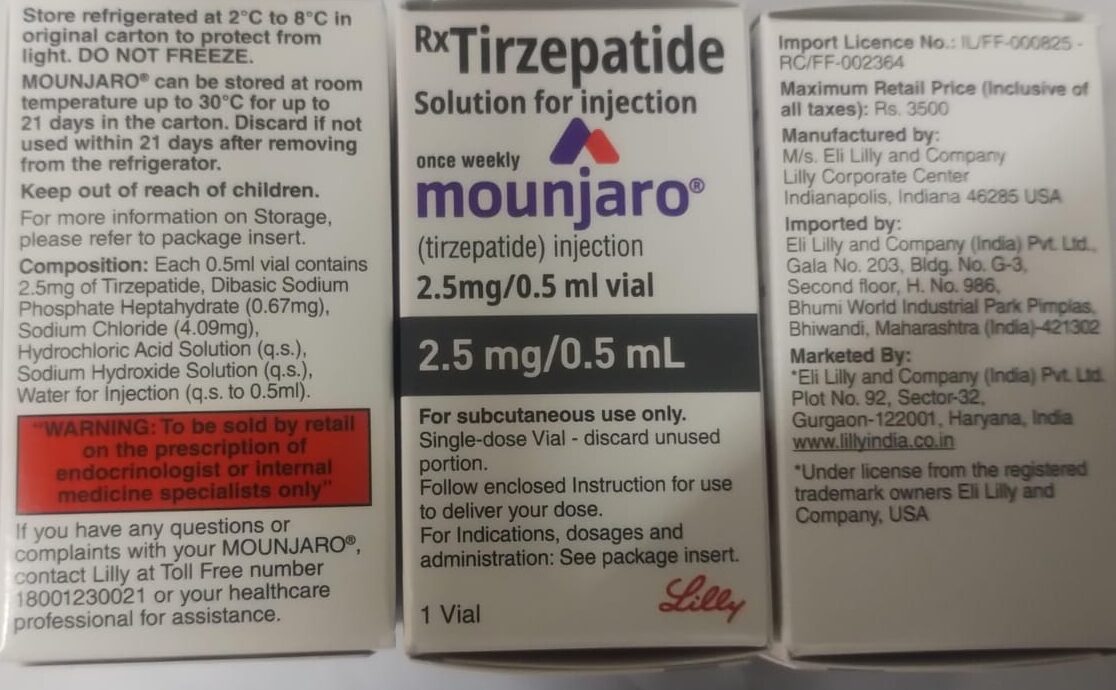 Store refrigerated at 2°C to 8°C in
original carton to protect from
light. DO NOT FREEZE.
MOUNJARO® can be stored at room
temperature up to 30°C for up to
21 days in the carton. Discard if not
used within 21 days after removing
from the refrigerator.
Keep out of reach of children.
For more information on Storage,
please refer to package insert.
Composition: Each 0.5ml vial contains
2.5mg of Tirzepatide, Dibasic Sodium
Phosphate Heptahydrate (0.67mg),
Sodium Chloride (4.09mg),
Hydrochloric Acid Solution (q.s.),
Sodium Hydroxide Solution (q.s.),
Water for Injection (q.s. to 0.5ml).
"WARNING: To be sold by retail
on the prescription of
endocrinologist or internal
medicine specialists only"
If you have any questions or
complaints with your MOUNJARO®,
contact Lilly at Toll Free number
18001230021 or your healthcare
professional for assistance.
RxTirzepatide
Solution for injection
once weekly
mounjaro®
(tirzepatide) injection
2.5mg/0.5 ml vial
2.5 mg/0.5 mL
For subcutaneous use only.
Single-dose Vial - discard unused
portion.
Follow enclosed Instruction for use
to deliver your dose.
For Indications, dosages and
administration: See package insert.
1 Vial
Lilly
Import Licence No.: IL/FF-000825 -
RC/FF-002364
Maximum Retail Price (Inclusive of
all taxes): Rs. 3500
Manufactured by:
M/s. Eli Lilly and Company
Lilly Corporate Center
Indianapolis, Indiana 46285 USA
Imported by:
Eli Lilly and Company (India) Pvt. Ltd.,
Gala No. 203, Bldg. No. G-3,
Second floor, H. No. 986,
Bhumi World Industrial Park Pimplas,
Bhiwandi, Maharashtra (India)-421302
Marketed By:
*Eli Lilly and Company (India) Pvt. Ltd.
Plot No. 92, Sector-32,
Gurgaon-122001, Haryana, India
www.lillyindia.co.in
*Under license from the registered
trademark owners Eli Lilly and
Company, USA